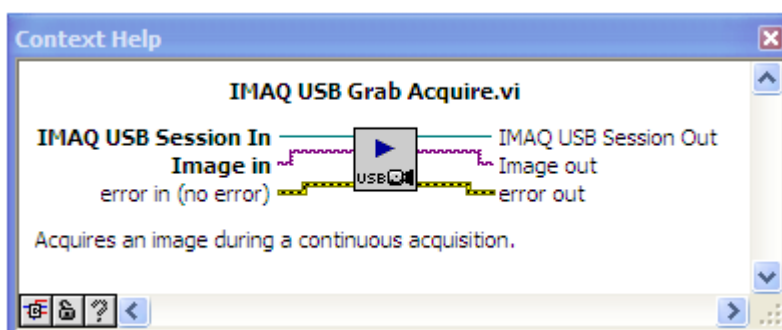 Context Help
IMAQ USB Grab Acquire.vi
IMAQ USB Session In
IMAQ USB Session Out
Image in
Image out
error in (no error)
error out
USB
Acquires an image during a continuous acquisition.
?